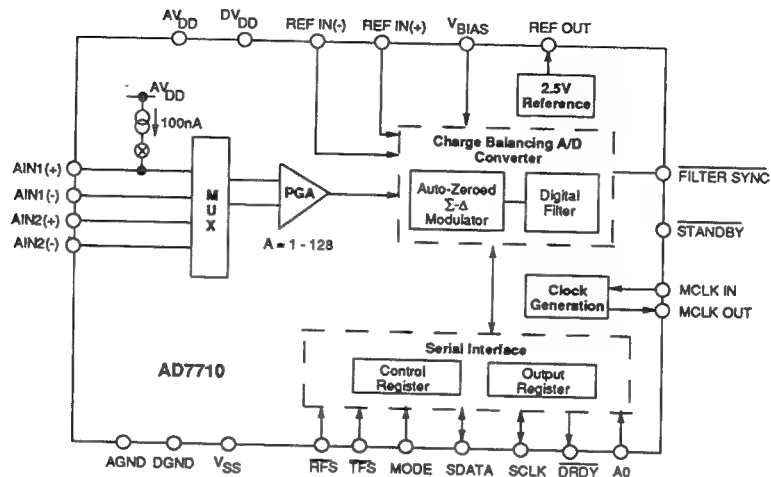 AVDD
DVDD
REF IN(-)
REF IN(+)
VBIAS
REF OUT
AVDD
100nA
2.5V
Reference
Charge Balancing A/D
Converter
AIN1(+)
AIN1(-)
AIN2(+)
AIN2(-)
MUX
PGA
A = 1 - 128
Auto-Zeroed
Σ-Δ
Modulator
Digital
Filter
FILTER SYNC
STANDBY
Clock
Generation
MCLK IN
MCLK OUT
Serial Interface
AD7710
Control
Register
Output
Register
AGND
DGND
VSS
RFS
TFS
MODE
SDATA
SCLK
DRDY
A0